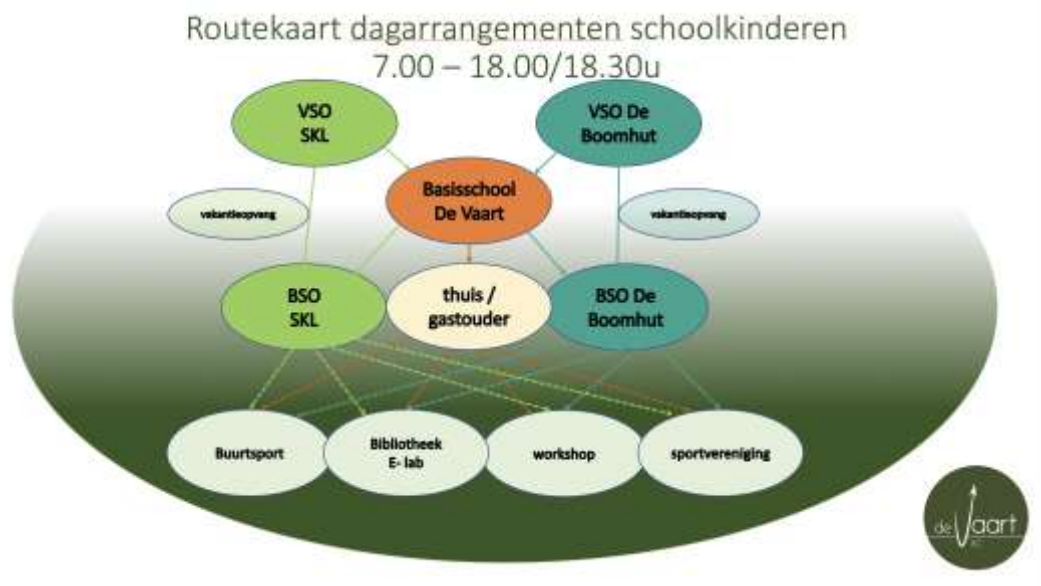 Routekaart dagarrangementen schoolkinderen
7.00 – 18.00/18.30u
VSO
SKL
VSO De
Boomhut
Basisschool
De Vaart
vakantieopvang
vakantieopvang
BSO
SKL
thuis /
gastouder
BSO De
Boomhut
Buurtsport
Bibliotheek
E- lab
workshop
sportvereniging
de Vaart